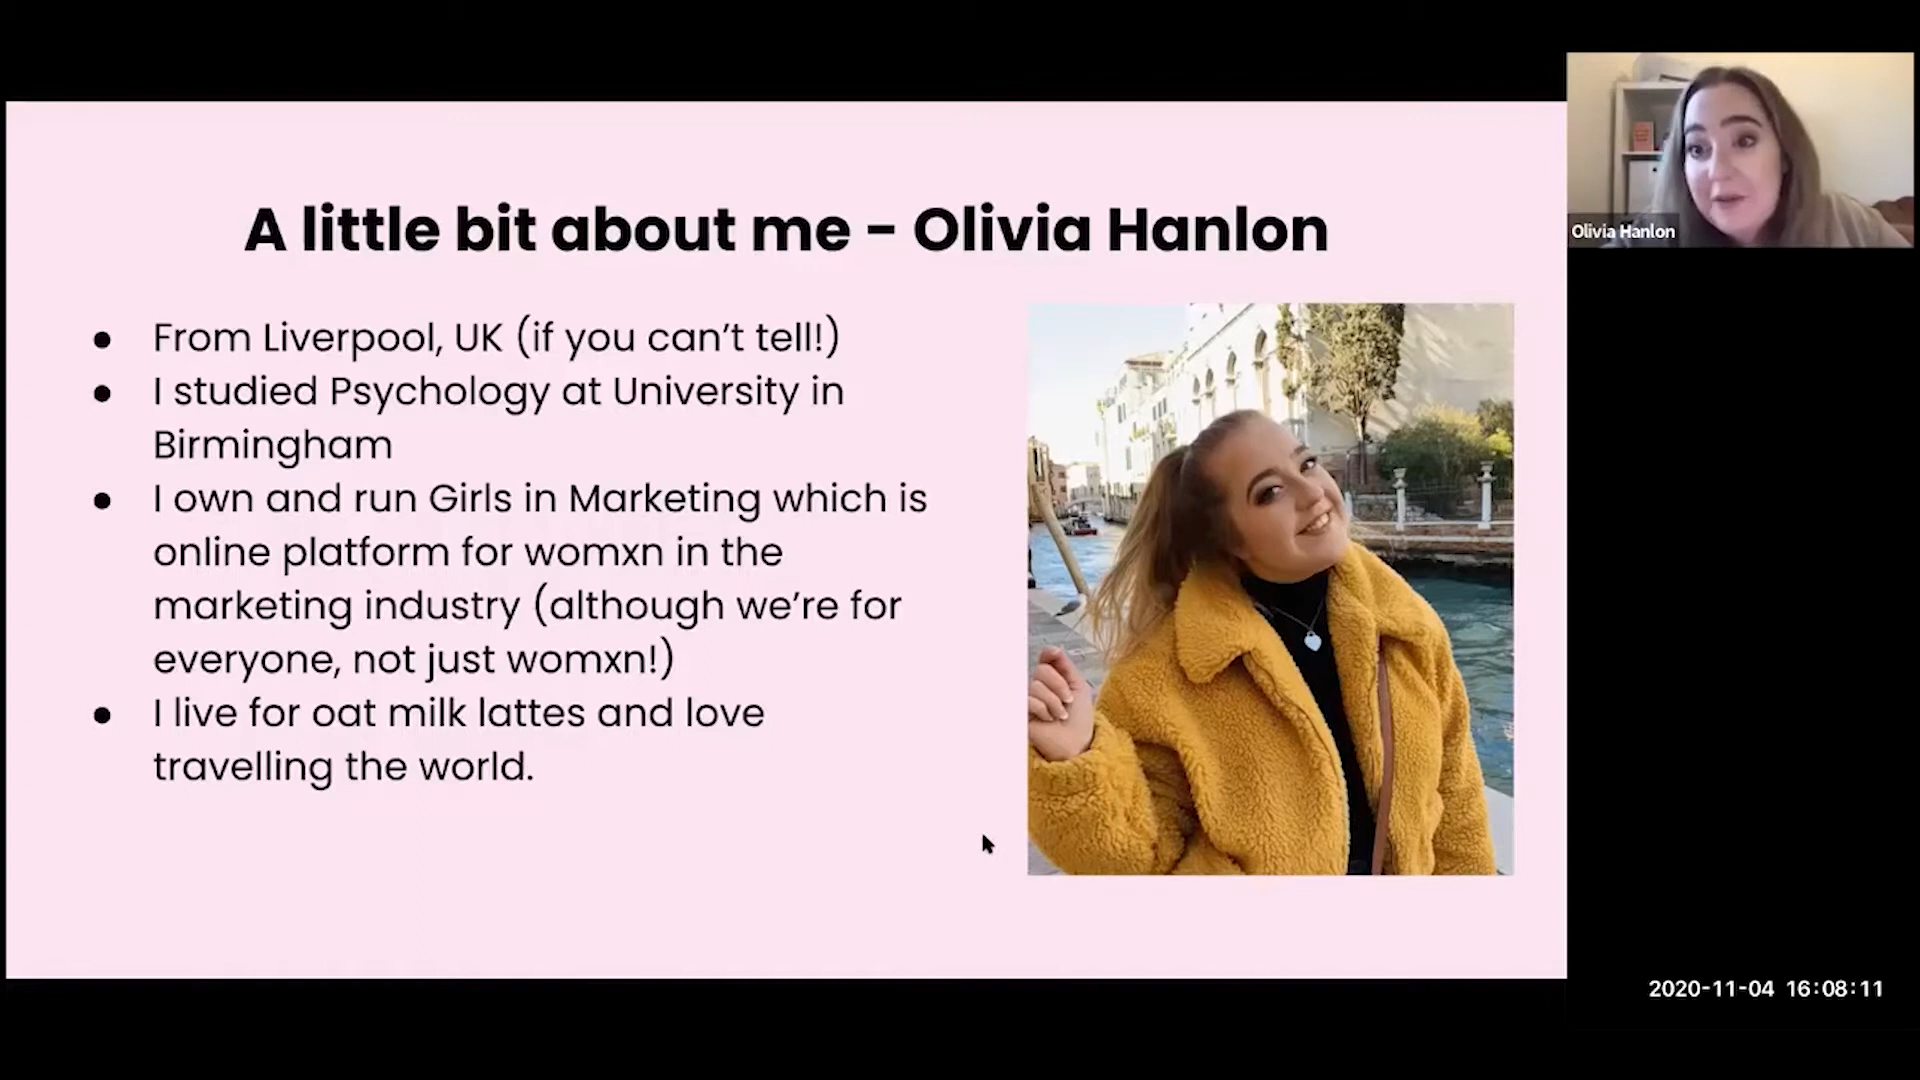 A little bit about me - Olivia Hanlon
● From Liverpool, UK (if you can't tell!)
● I studied Psychology at University in
Birmingham
● I own and run Girls in Marketing which is
online platform for womxn in the
marketing industry (although we're for
everyone, not just womxn!)
● I live for oat milk lattes and love
travelling the world.
Olivia Hanlon
2020-11-04 16:08:11